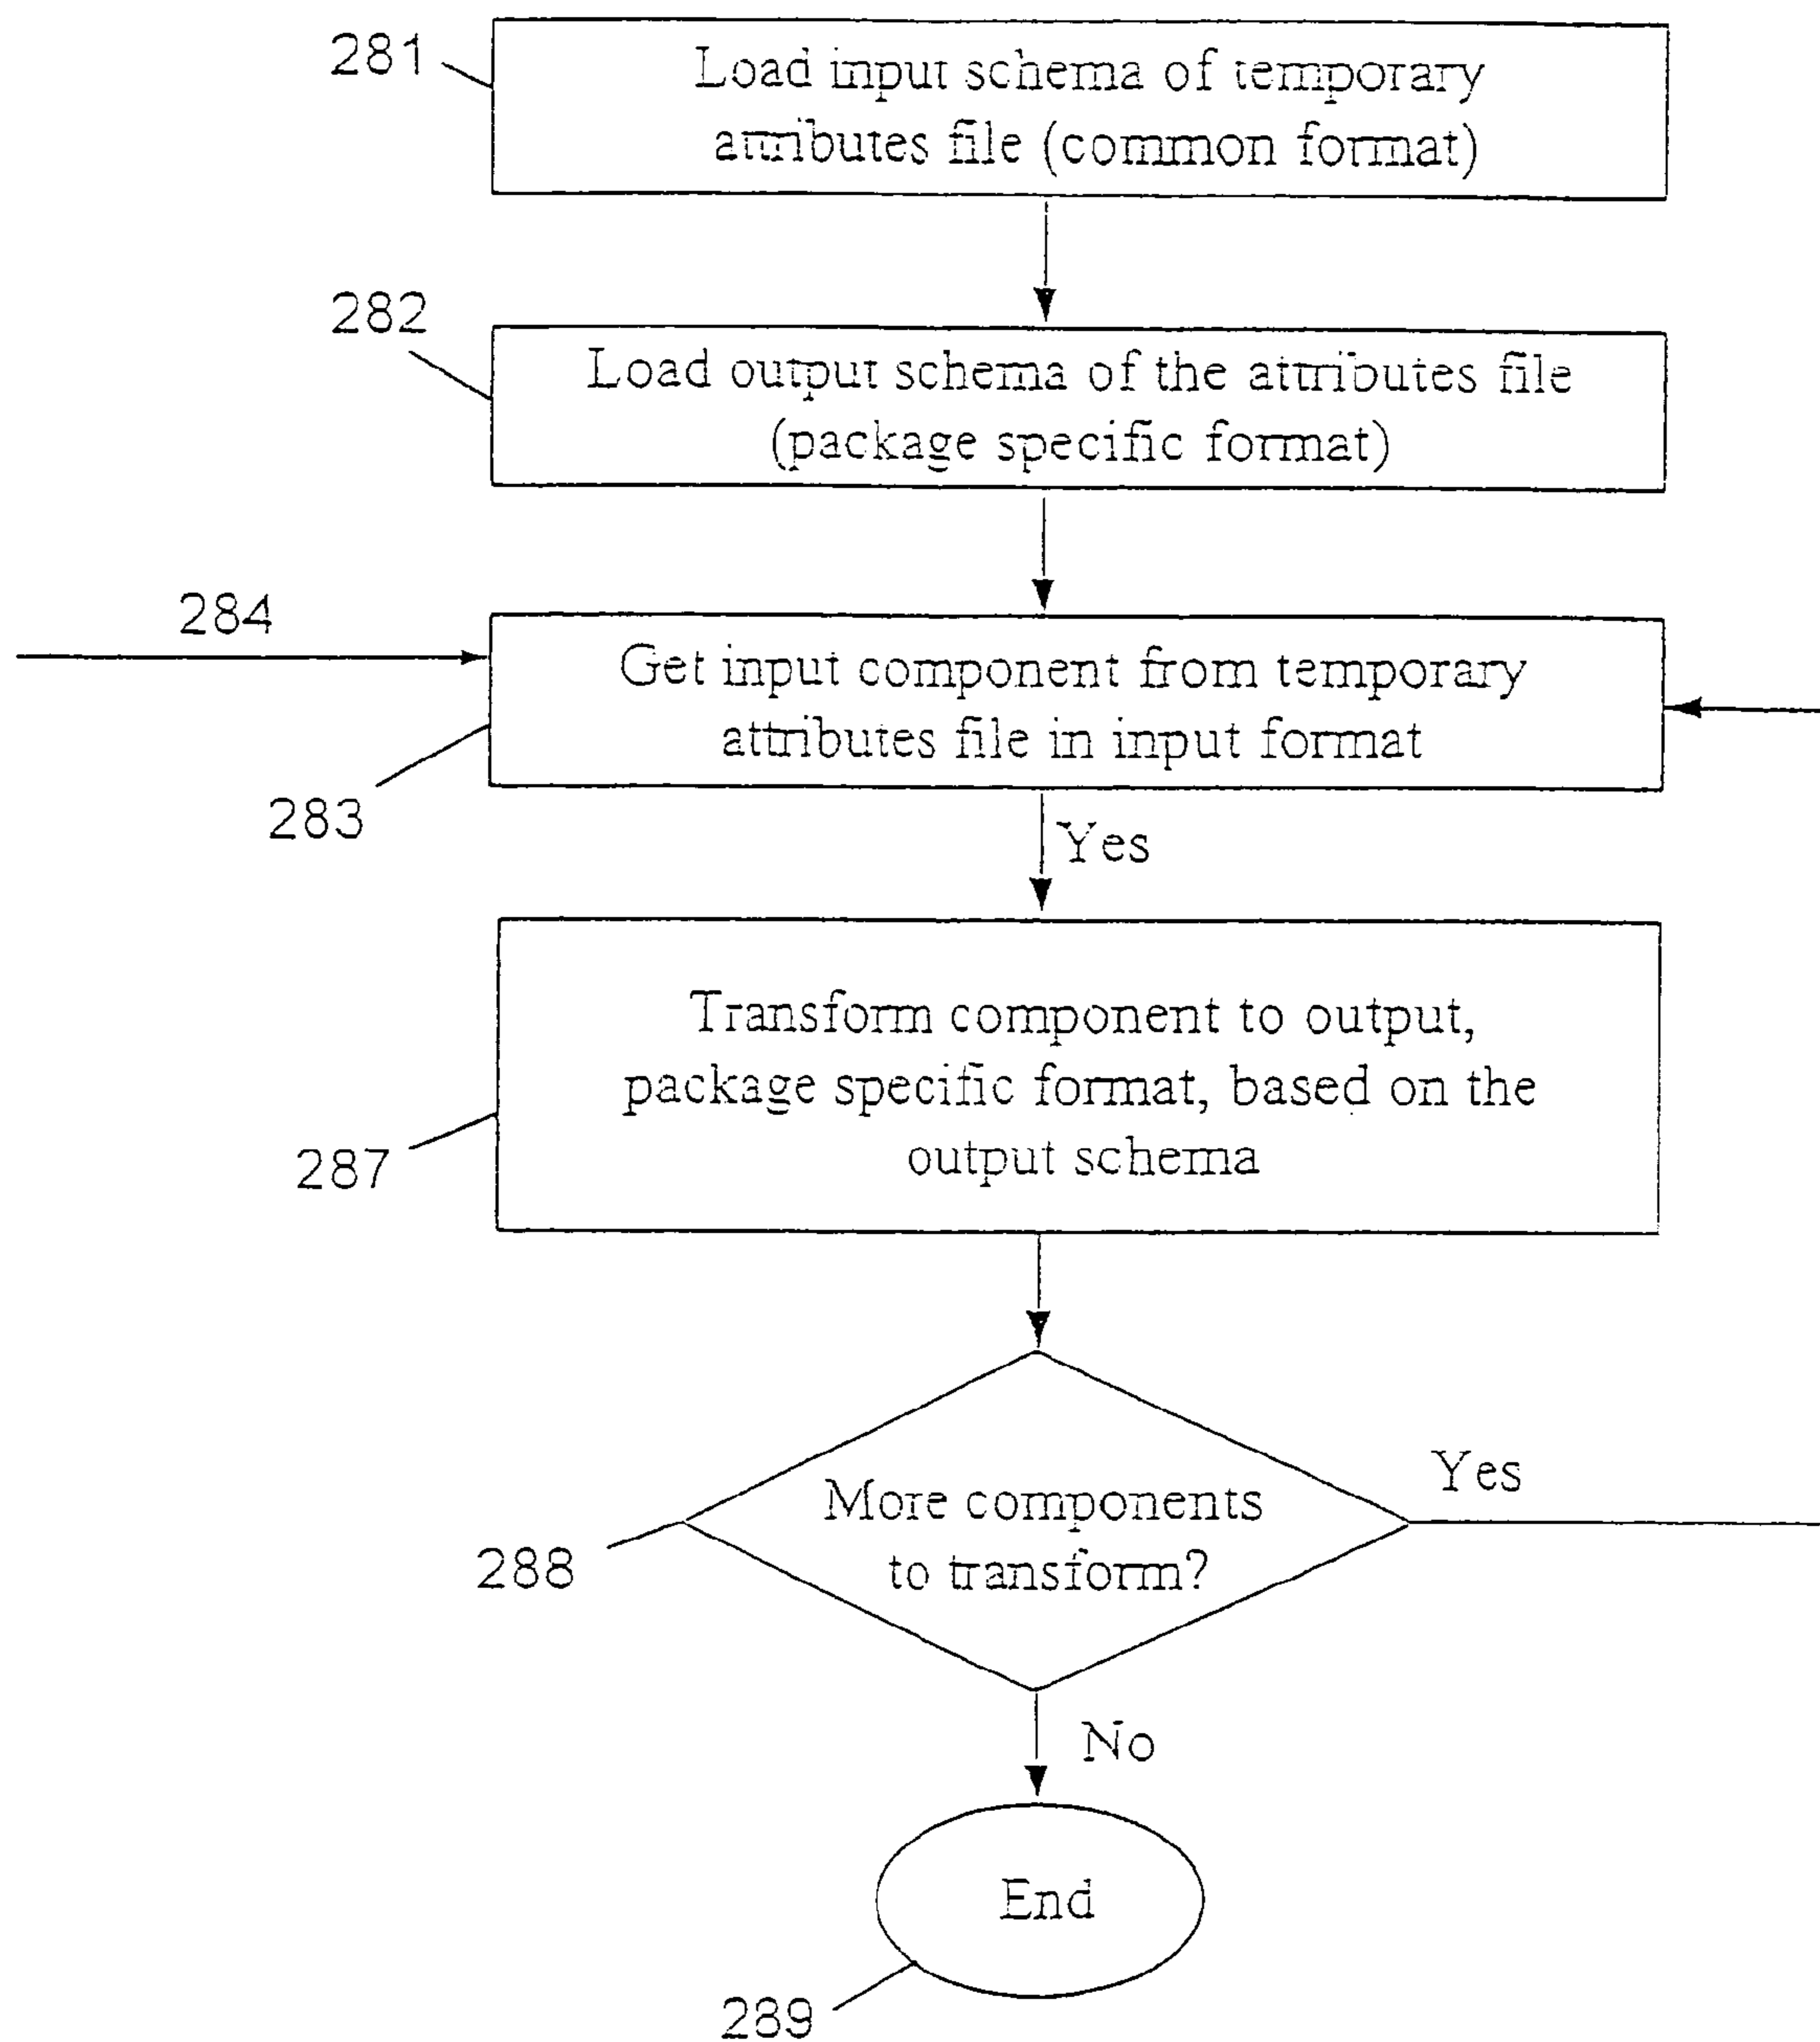 281
Load input schema of temporary
attributes file (common format)
282
Load output schema of the attributes file
(package specific format)
284
Get input component from temporary
attributes file in input format
283
Yes
Transform component to output,
package specific format, based on the
output schema
287
Yes
More components
to transform?
288
No
End
289